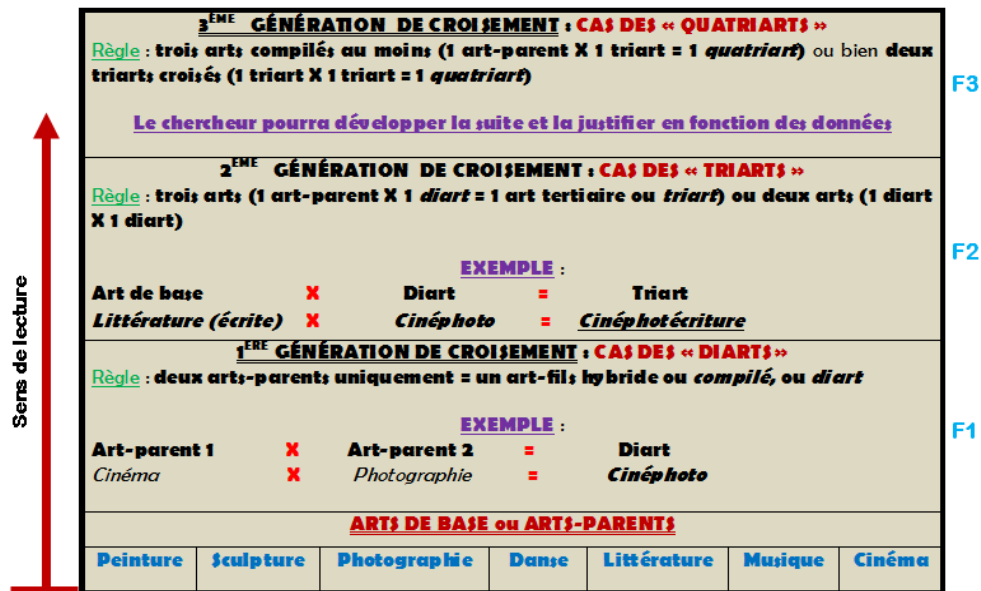 3ÈME GÉNÉRATION DE CROISEMENT : CAS DES « QUATRIARTS »
Règle : trois arts compilés au moins (1 art-parent X 1 triart = 1 quatriart) ou bien deux
triarts croisés (1 triart X 1 triart = 1 quatriart)
F3
Le chercheur pourra développer la suite et la justifier en fonction des données
2EME GÉNÉRATION DE CROISEMENT : CAS DES « TRIARTS »
Règle : trois arts (1 art-parent X 1 diart = 1 art tertiaire ou triart) ou deux arts (1 diart
X 1 diart)
F2
EXEMPLE :
Art de base X Diart = Triart
Littérature (écrite) X Cinéphoto = Cinéphotécriture
1ERE GÉNÉRATION DE CROISEMENT : CAS DES « DIARTS»
Règle : deux arts-parents uniquement = un art-fils hybride ou compilé, ou diart
EXEMPLE :
F1
Art-parent 1 X Art-parent 2 = Diart
Cinéma X Photographie = Cinéphoto
ARTS DE BASE ou ARTS-PARENTS
Peinture Sculpture Photographie Danse Littérature Musique Cinéma
Sens de lecture